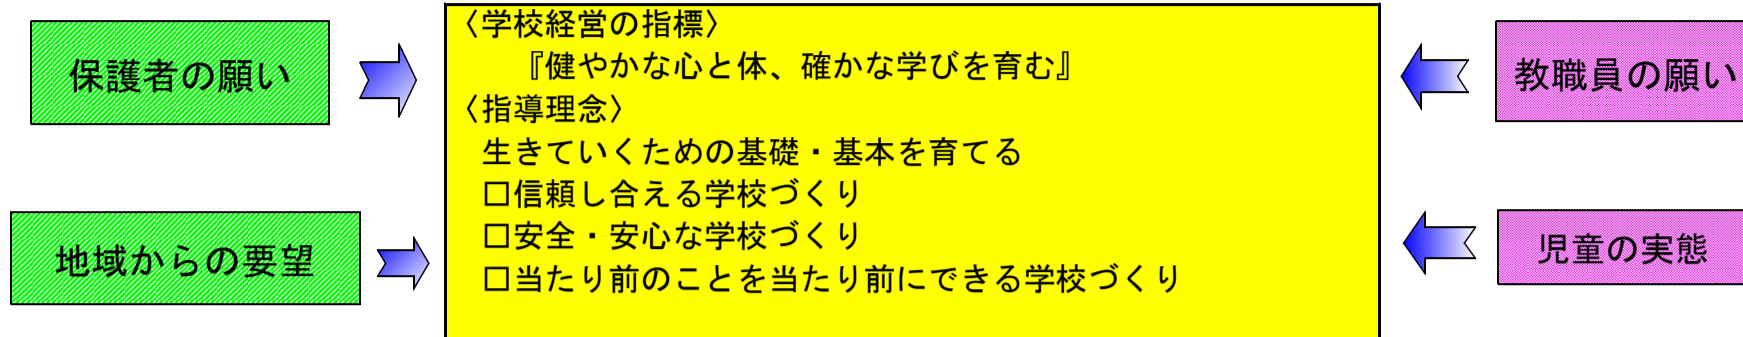 保護者の願い
地域からの要望
〈学校経営の指標〉
『健やかな心と体、確かな学びを育む』
〈指導理念〉
生きていくための基礎・基本を育てる
□信頼し合える学校づくり
□安全・安心な学校づくり
□当たり前のことを当たり前にできる学校づくり
教職員の願い
児童の実態